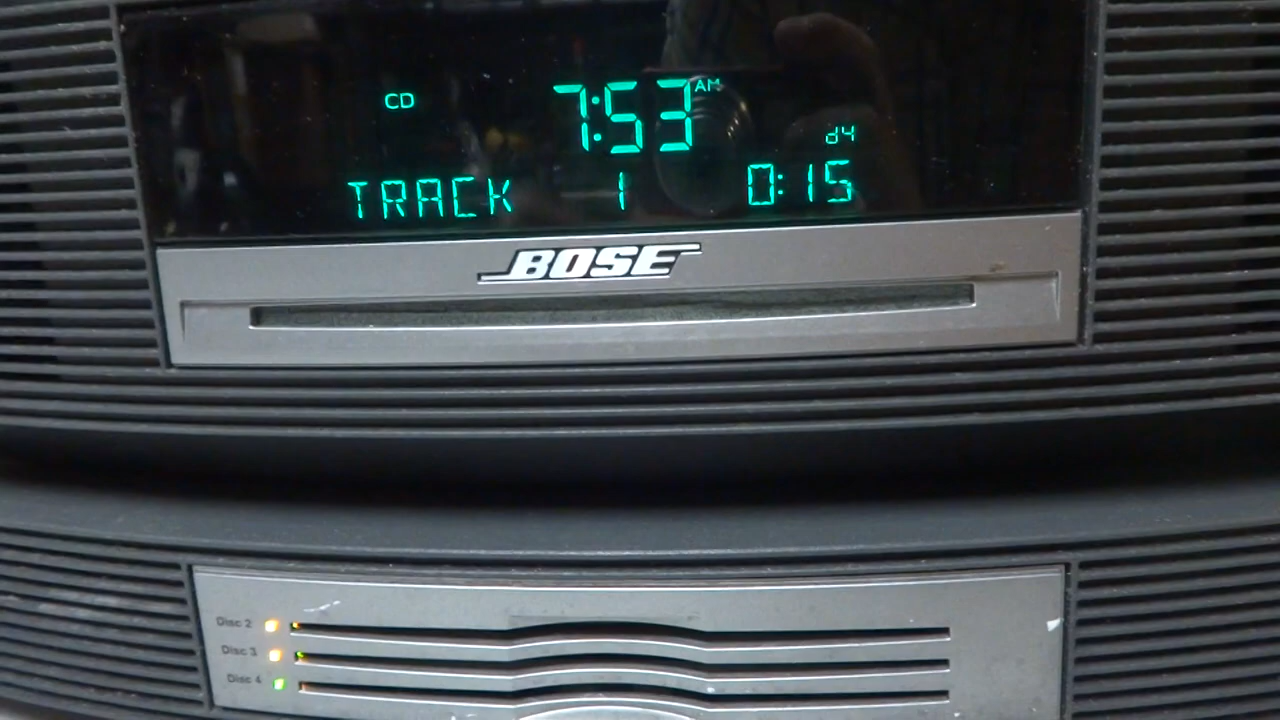 CD 7:53 AM
d4
TRACK 1 0:15
BOSE
Disc 2
Disc 3
Disc 4